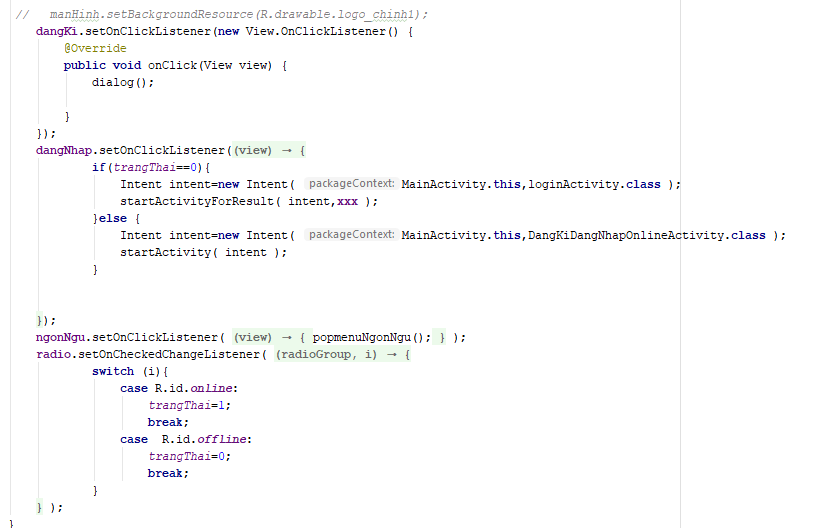 //   manHinh.setBackgroundResource(R.drawable.logo_chinh1);
dangKi.setOnClickListener(new View.OnClickListener() {
@Override
public void onClick(View view) {
dialog();
}
});
dangNhap.setOnClickListener((view) → {
if(trangThai==0){
Intent intent=new Intent( packageContext: MainActivity.this,loginActivity.class );
startActivityForResult( intent,xxx );
}else {
Intent intent=new Intent( packageContext: MainActivity.this,DangKiDangNhapOnlineActivity.class );
startActivity( intent );
}
});
ngonNgu.setOnClickListener( (view) → { popmenuNgonNgu(); } );
radio.setOnCheckedChangeListener( (radioGroup, i) → {
switch (i){
case R.id.online:
trangThai=1;
break;
case  R.id.offline:
trangThai=0;
break;
}
} );
}